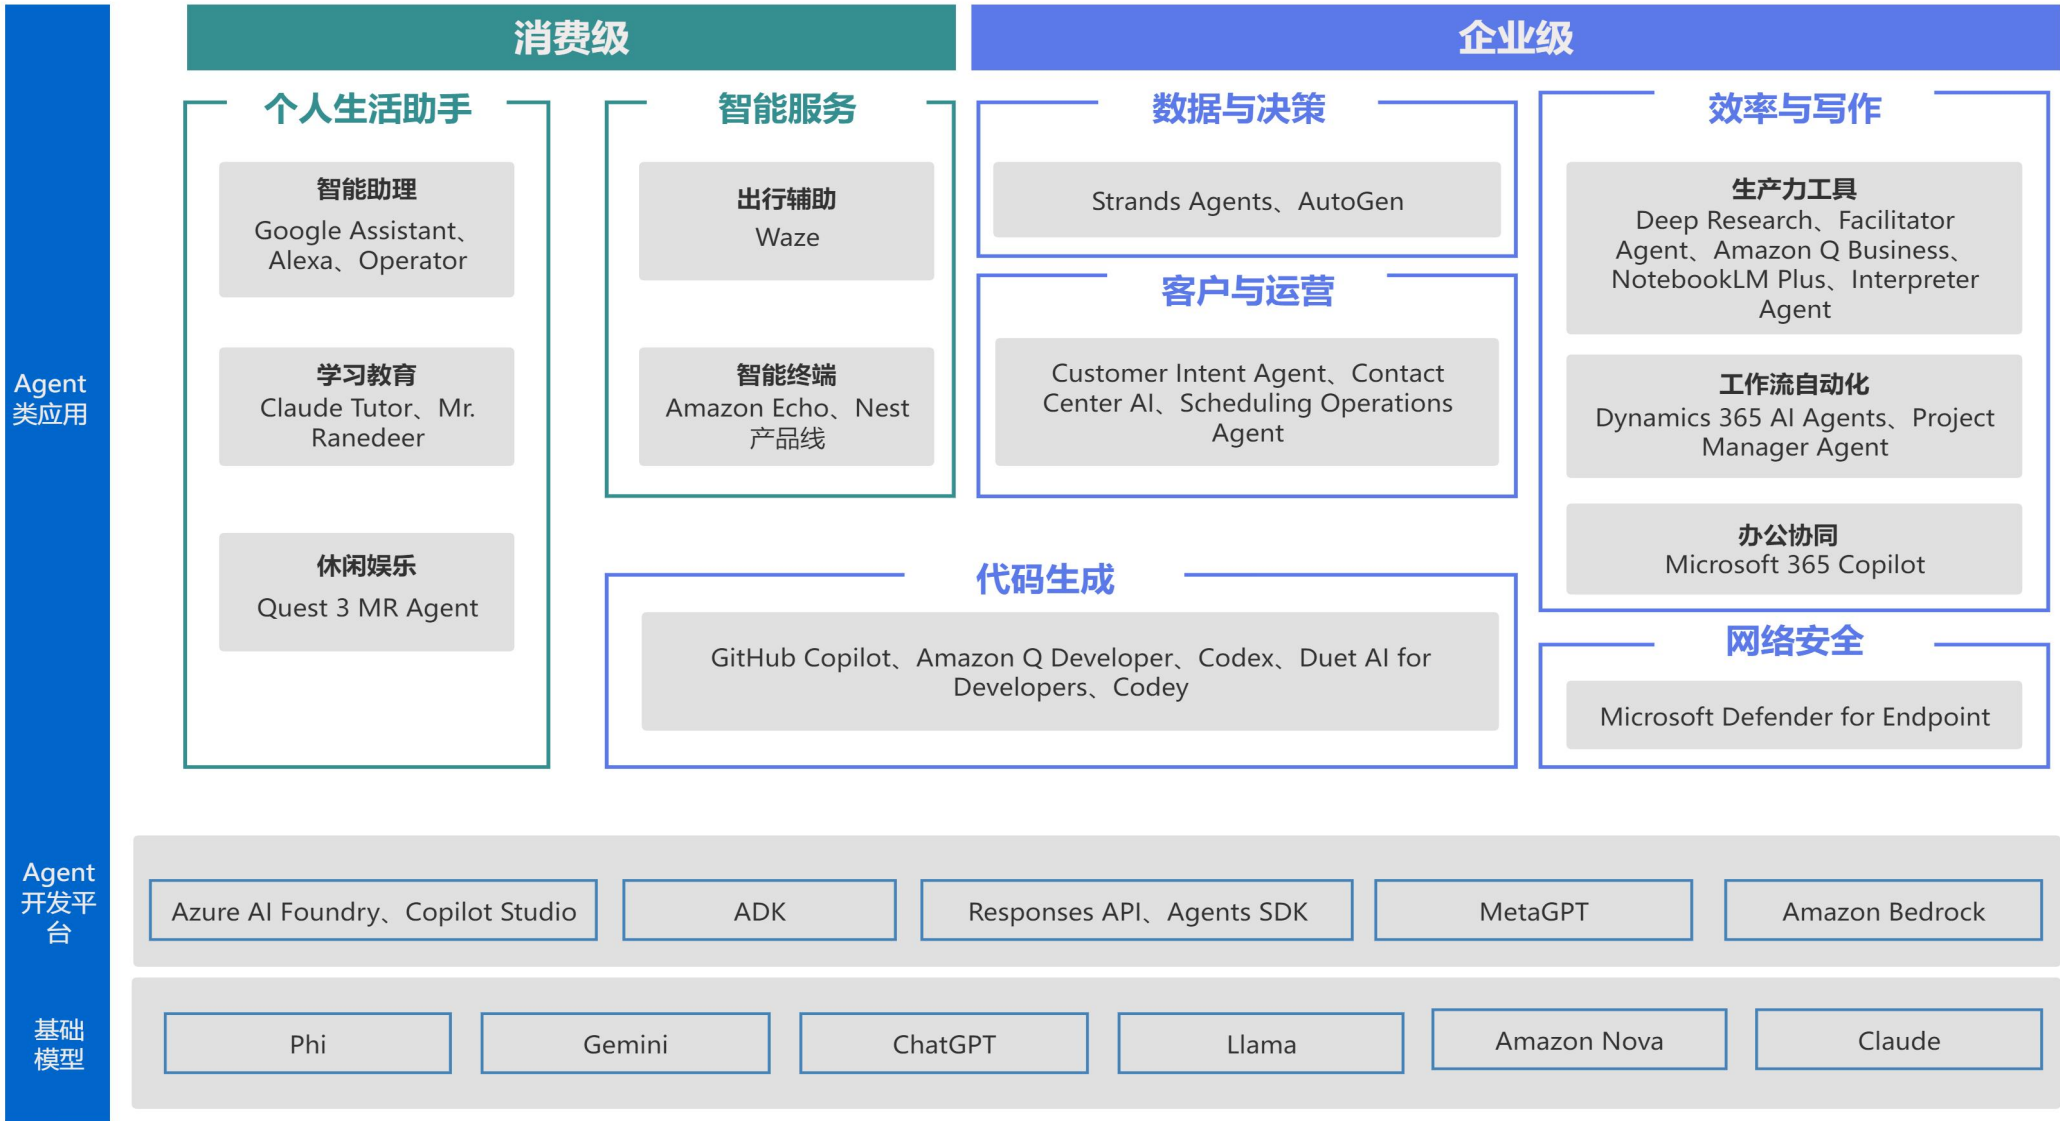 消费级
企业级
Agent
类应用
个人生活助手
智能助理
Google Assistant、
Alexa、Operator
学习教育
Claude Tutor、Mr.
Ranedeer
休闲娱乐
Quest 3 MR Agent
智能服务
出行辅助
Waze
智能终端
Amazon Echo、Nest
产品线
数据与决策
Strands Agents、AutoGen
客户与运营
Customer Intent Agent、Contact
Center AI、Scheduling Operations
Agent
代码生成
GitHub Copilot、Amazon Q Developer、Codex、Duet AI for
Developers、Codey
效率与写作
生产力工具
Deep Research、Facilitator
Agent、Amazon Q Business、
NotebookLM Plus、Interpreter
Agent
工作流自动化
Dynamics 365 AI Agents、Project
Manager Agent
办公协同
Microsoft 365 Copilot
网络安全
Microsoft Defender for Endpoint
Agent
开发平
台
Azure AI Foundry、Copilot Studio
ADK
Responses API、Agents SDK
MetaGPT
Amazon Bedrock
基础
模型
Phi
Gemini
ChatGPT
Llama
Amazon Nova
Claude